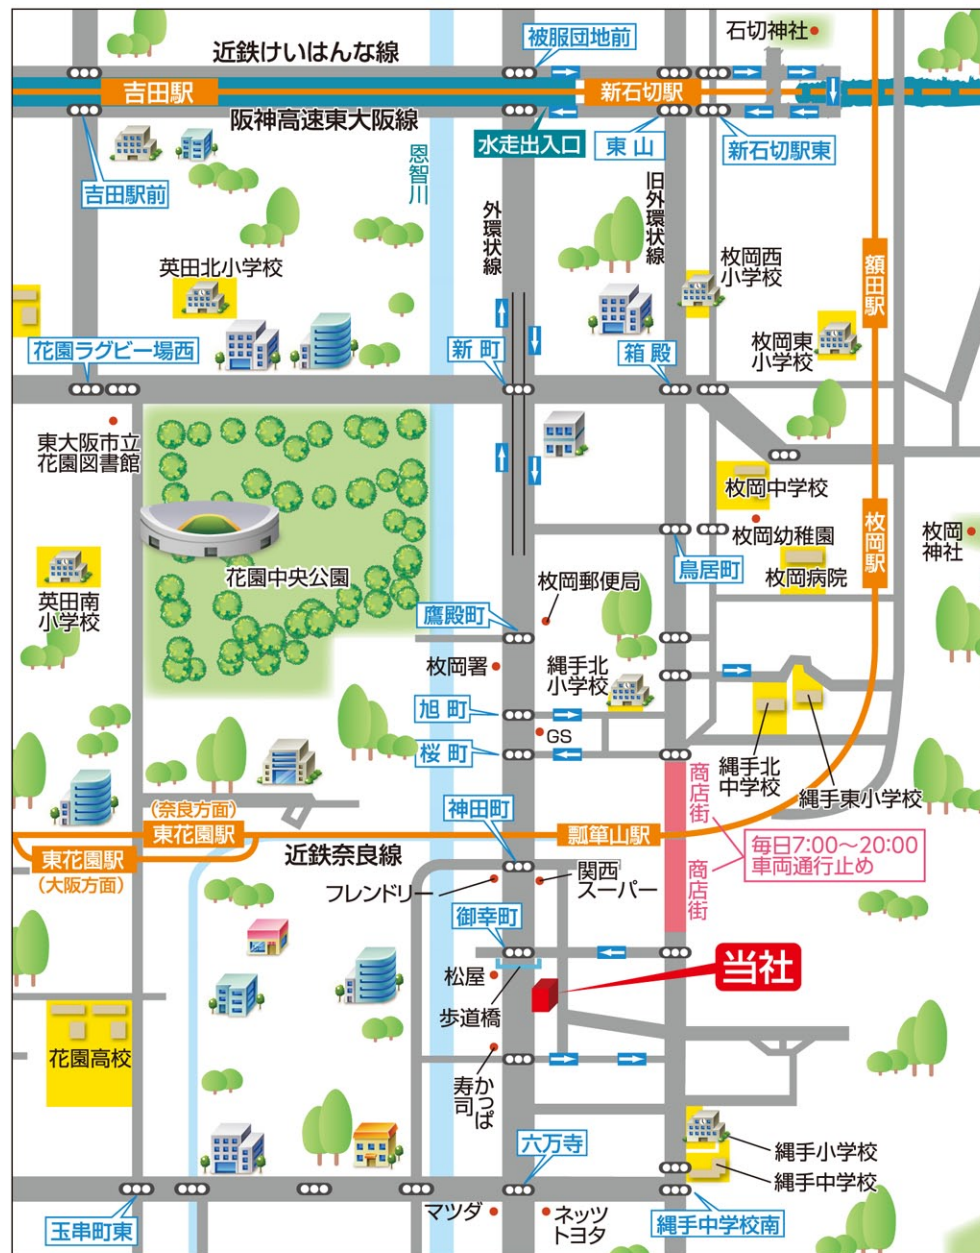 近鉄けいはんな線
被服団地前
石切神社
吉田駅
新石切駅
阪神高速東大阪線
水走出入口
東山
新石切駅東
吉田駅前
恩智川
外環状線
旧外環状線
英田北小学校
枚岡西
小学校
額田駅
枚岡東
小学校
花園ラグビー場西
新町
箱殿
東大阪市立
花園図書館
枚岡中学校
枚岡幼稚園
枚岡駅
枚岡
神社
枚岡病院
鳥居町
花園中央公園
枚岡郵便局
英田南
小学校
鷹殿町
枚岡署
縄手北
小学校
旭町
GS
桜町
縄手北
中学校
縄手東小学校
商店街
(奈良方面)
東花園駅
神田町
瓢箪山駅
毎日7:00〜20:00
車両通行止め
東花園駅
(大阪方面)
近鉄奈良線
フレンドリー
関西
スーパー
商店街
御幸町
松屋
当社
歩道橋
花園高校
かっぱ
寿司
六万寺
縄手小学校
縄手中学校
玉串町東
マツダ
ネッツ
トヨタ
縄手中学校南